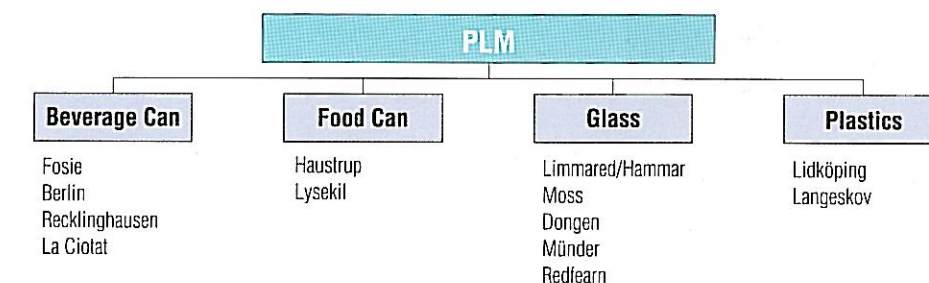 PLM
Beverage Can
Fosie
Berlin
Recklinghausen
La Ciotat
Food Can
Haustrup
Lysekil
Glass
Limmared/Hammar
Moss
Dongen
Münder
Redfearn
Plastics
Lidköping
Langeskov